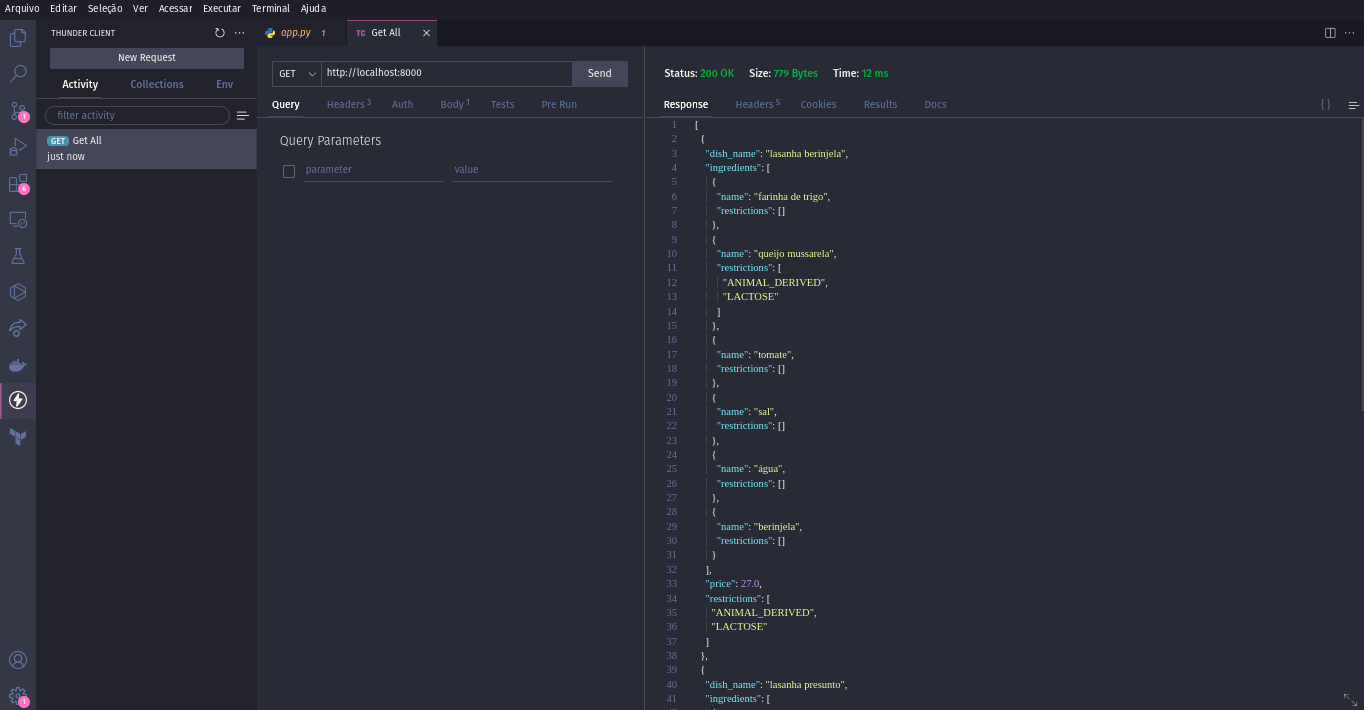 Arquivo Editar Seleção Ver Acessar Executar Terminal Ajuda
THUNDER CLIENT
New Request
Activity Collections Env
filter activity
GET Get All
just now
1
6
1
app.py 1
TC Get All
GET http://localhost:8000 Send
Query Headers 3 Auth Body 1 Tests Pre Run
Query Parameters
parameter value
Status: 200 OK Size: 779 Bytes Time: 12 ms
Response Headers 5 Cookies Results Docs { }
1 [
2 {
3 "dish_name": "lasanha berinjela",
4 "ingredients": [
5 {
6 "name": "farinha de trigo",
7 "restrictions": []
8 },
9 {
10 "name": "queijo mussarela",
11 "restrictions": [
12 "ANIMAL_DERIVED",
13 "LACTOSE"
14 ]
15 },
16 {
17 "name": "tomate",
18 "restrictions": []
19 },
20 {
21 "name": "sal",
22 "restrictions": []
23 },
24 {
25 "name": "água",
26 "restrictions": []
27 },
28 {
29 "name": "berinjela",
30 "restrictions": []
31 }
32 ],
33 "price": 27.0,
34 "restrictions": [
35 "ANIMAL_DERIVED",
36 "LACTOSE"
37 ]
38 },
39 {
40 "dish_name": "lasanha presunto",
41 "ingredients": [